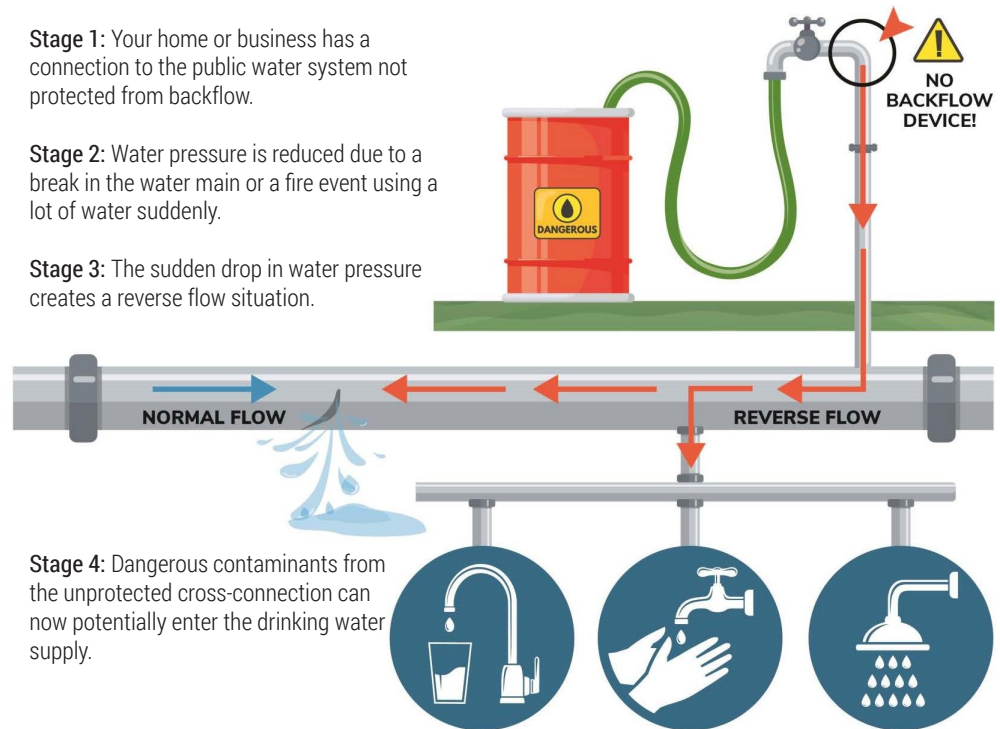 Stage 1: Your home or business has a
connection to the public water system not
protected from backflow.
Stage 2: Water pressure is reduced due to a
break in the water main or a fire event using a
lot of water suddenly.
Stage 3: The sudden drop in water pressure
creates a reverse flow situation.
NO
BACKFLOW
DEVICE!
DANGEROUS
NORMAL FLOW
REVERSE FLOW
Stage 4: Dangerous contaminants from
the unprotected cross-connection can
now potentially enter the drinking water
supply.